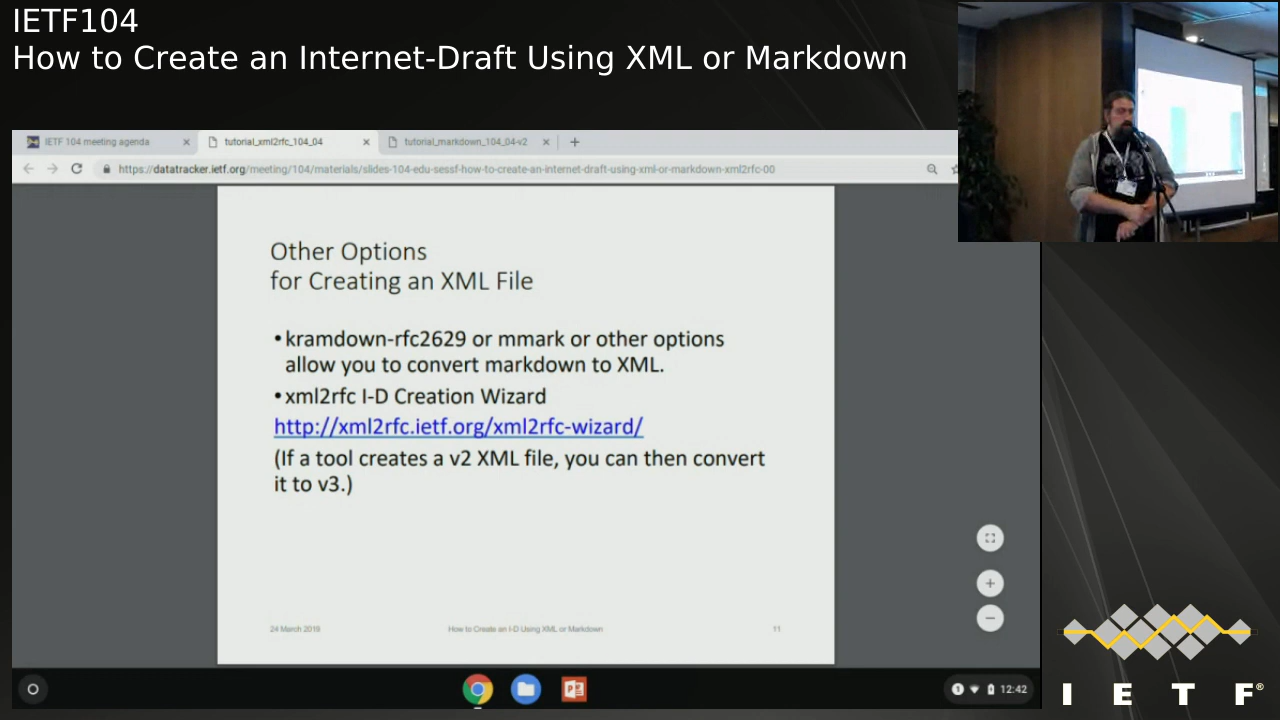 IETF104
How to Create an Internet-Draft Using XML or Markdown
IETF 104 meeting agenda
tutorial_xml2rfc_104_04
tutorial_markdown_104_04-v2
https://datatracker.ietf.org/meeting/104/materials/slides-104-edu-sessf-how-to-create-an-internet-draft-using-xml-or-markdown-xml2rfc-00
Other Options
for Creating an XML File
• kramdown-rfc2629 or mmark or other options
allow you to convert markdown to XML.
• xml2rfc I-D Creation Wizard
http://xml2rfc.ietf.org/xml2rfc-wizard/
(If a tool creates a v2 XML file, you can then convert
it to v3.)
24 March 2019
How to Create an I-D Using XML or Markdown
11
12:42
I E T F®